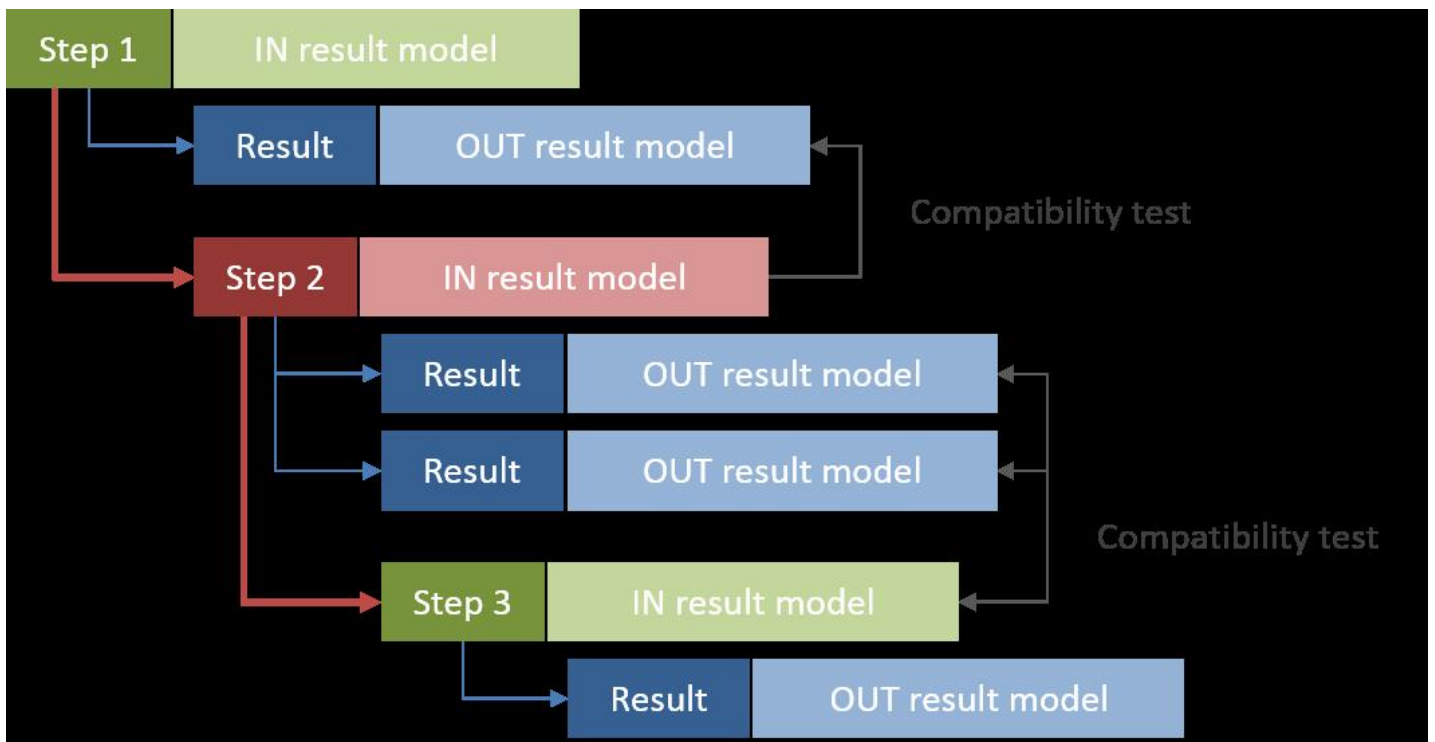 Step 1 IN result model
Result OUT result model
Compatibility test
Step 2 IN result model
Result OUT result model
Result OUT result model
Compatibility test
Step 3 IN result model
Result OUT result model